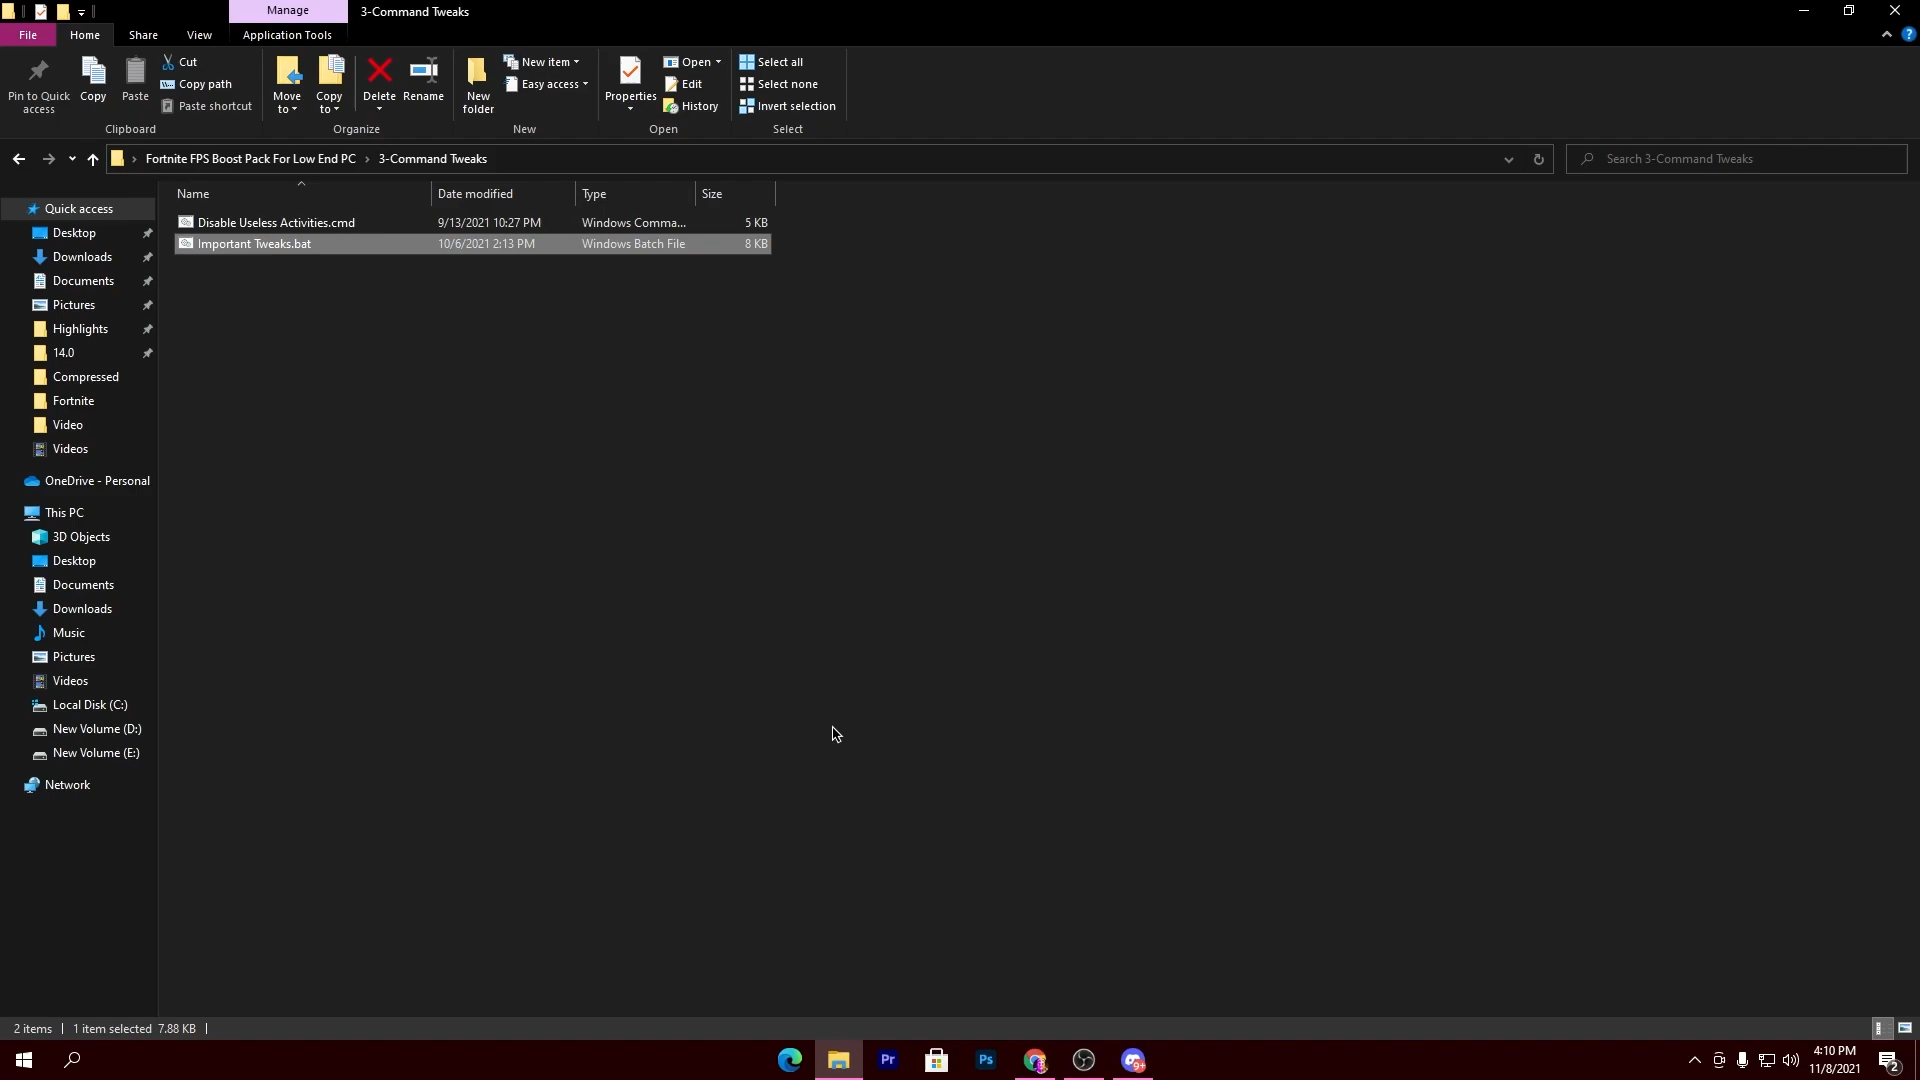 Manage
3-Command Tweaks
File
Home
Share
View
Application Tools
Pin to Quick access
Copy
Paste
Cut
Copy path
Paste shortcut
Clipboard
Move to
Copy to
Delete
Rename
Organize
New folder
New item
Easy access
New
Properties
Open
Edit
History
Open
Select all
Select none
Invert selection
Select
Fortnite FPS Boost Pack For Low End PC
3-Command Tweaks
Search 3-Command Tweaks
Name
Date modified
Type
Size
Disable Useless Activities.cmd 9/13/2021 10:27 PM Windows Comma... 5 KB
Important Tweaks.bat 10/6/2021 2:13 PM Windows Batch File 8 KB
Quick access
Desktop
Downloads
Documents
Pictures
Highlights
14.0
Compressed
Fortnite
Video
Videos
OneDrive - Personal
This PC
3D Objects
Desktop
Documents
Downloads
Music
Pictures
Videos
Local Disk (C:)
New Volume (D:)
New Volume (E:)
Network
2 items
1 item selected 7.88 KB
Pr
Ps
9+
4:10 PM
11/8/2021
2